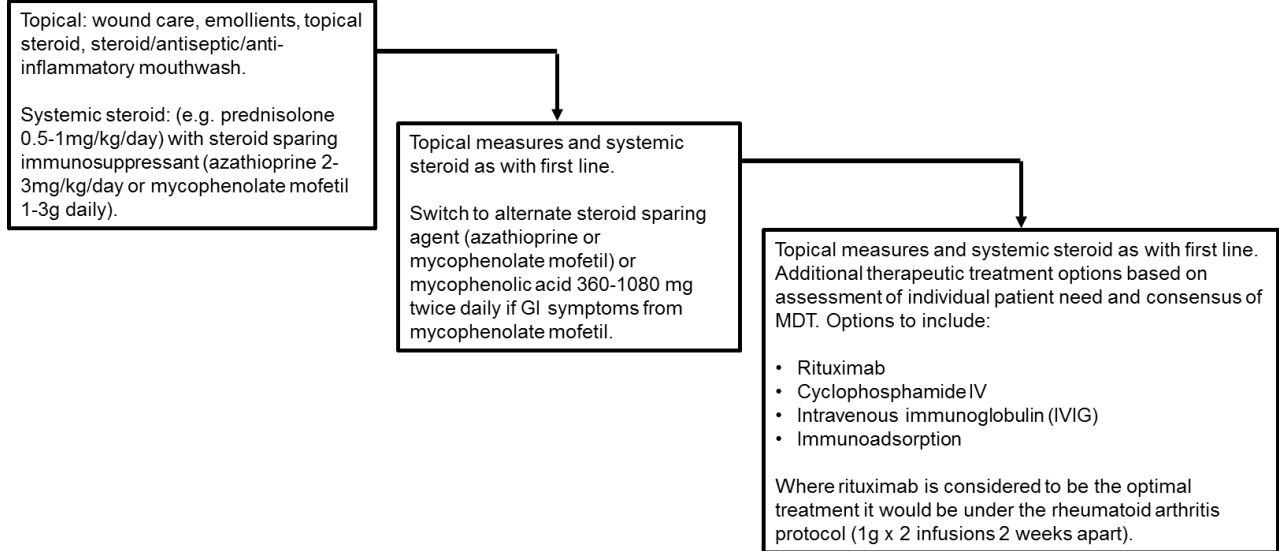 Topical: wound care, emollients, topical
steroid, steroid/antiseptic/anti-
inflammatory mouthwash.
Systemic steroid: (e.g. prednisolone
0.5-1mg/kg/day) with steroid sparing
immunosuppressant (azathioprine 2-
3mg/kg/day or mycophenolate mofetil
1-3g daily).
Topical measures and systemic
steroid as with first line.
Switch to alternate steroid sparing
agent (azathioprine or
mycophenolate mofetil) or
mycophenolic acid 360-1080 mg
twice daily if GI symptoms from
mycophenolate mofetil.
Topical measures and systemic steroid as with first line.
Additional therapeutic treatment options based on
assessment of individual patient need and consensus of
MDT. Options to include:
• Rituximab
• Cyclophosphamide IV
• Intravenous immunoglobulin (IVIG)
• Immunoadsorption
Where rituximab is considered to be the optimal
treatment it would be under the rheumatoid arthritis
protocol (1g x 2 infusions 2 weeks apart).